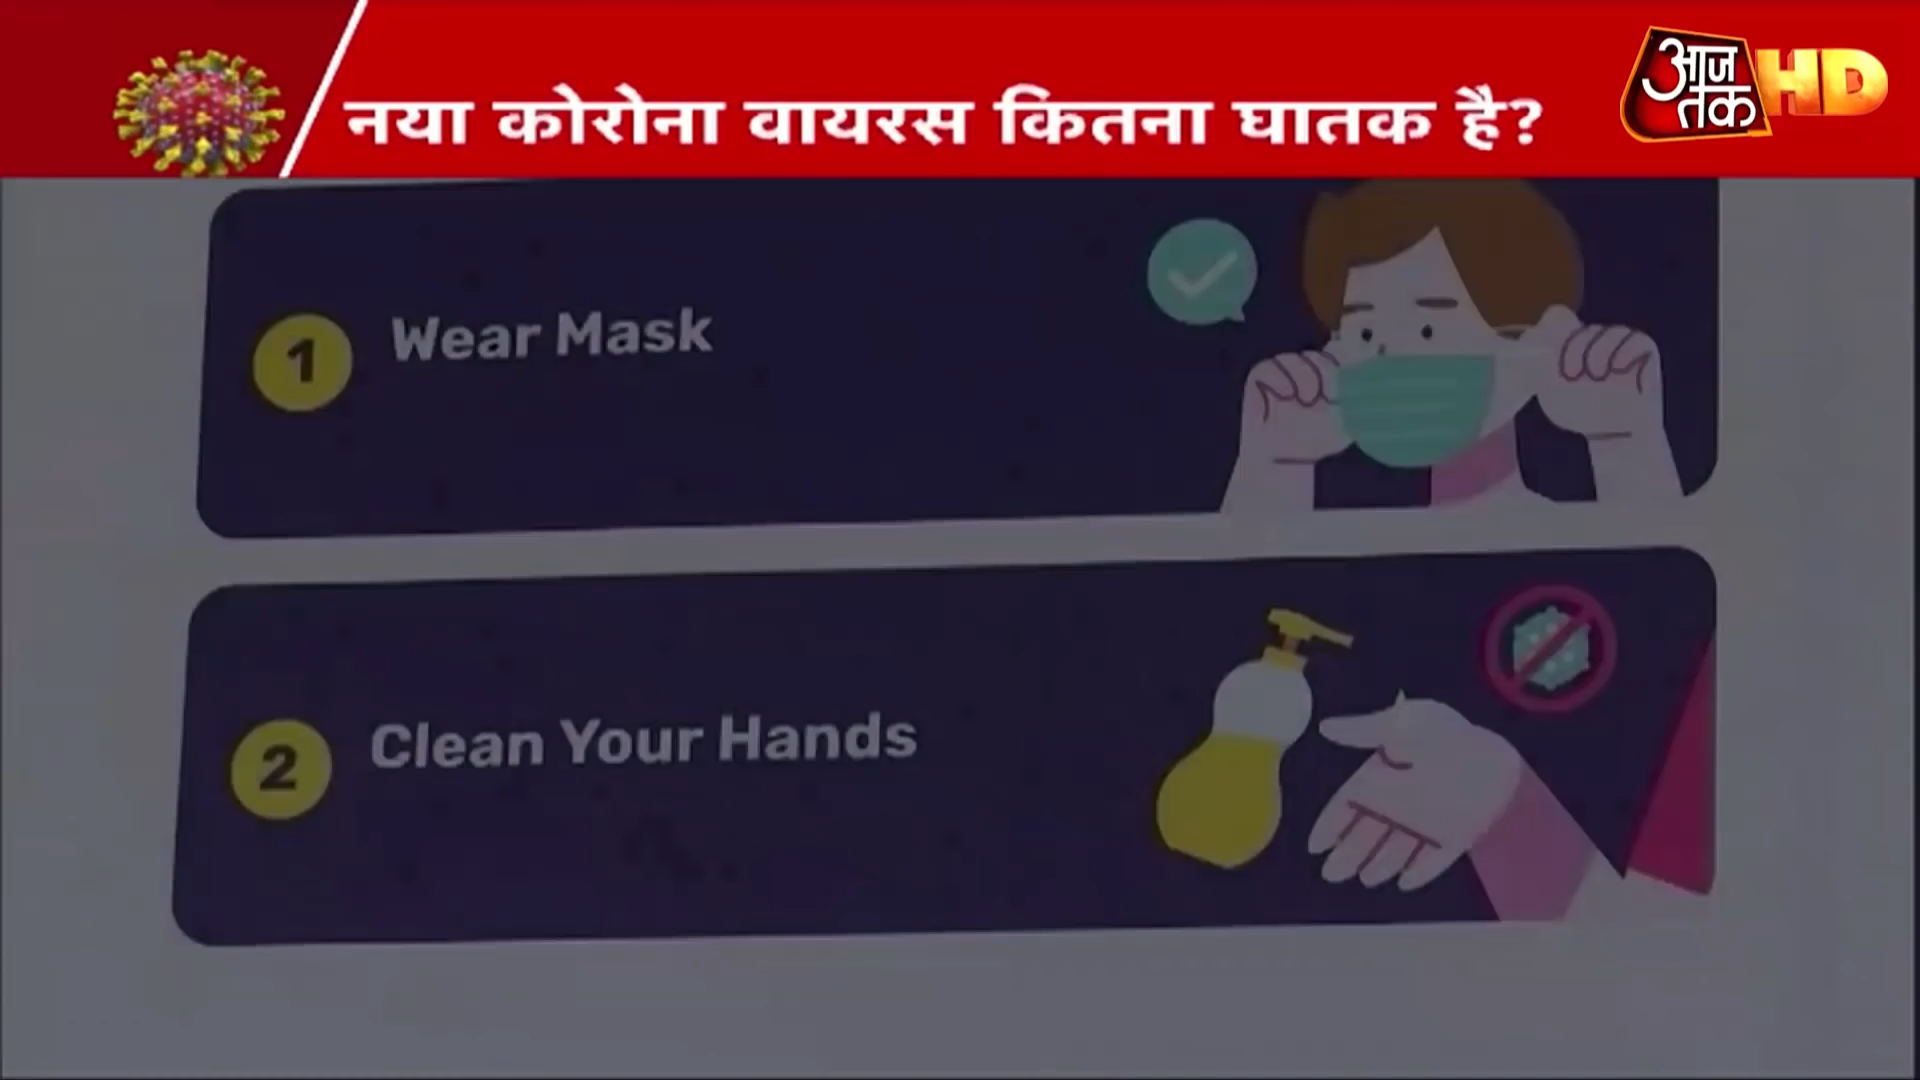 नया कोरोना वायरस कितना घातक है?
आज
तक
HD
1
Wear Mask
2
Clean Your Hands